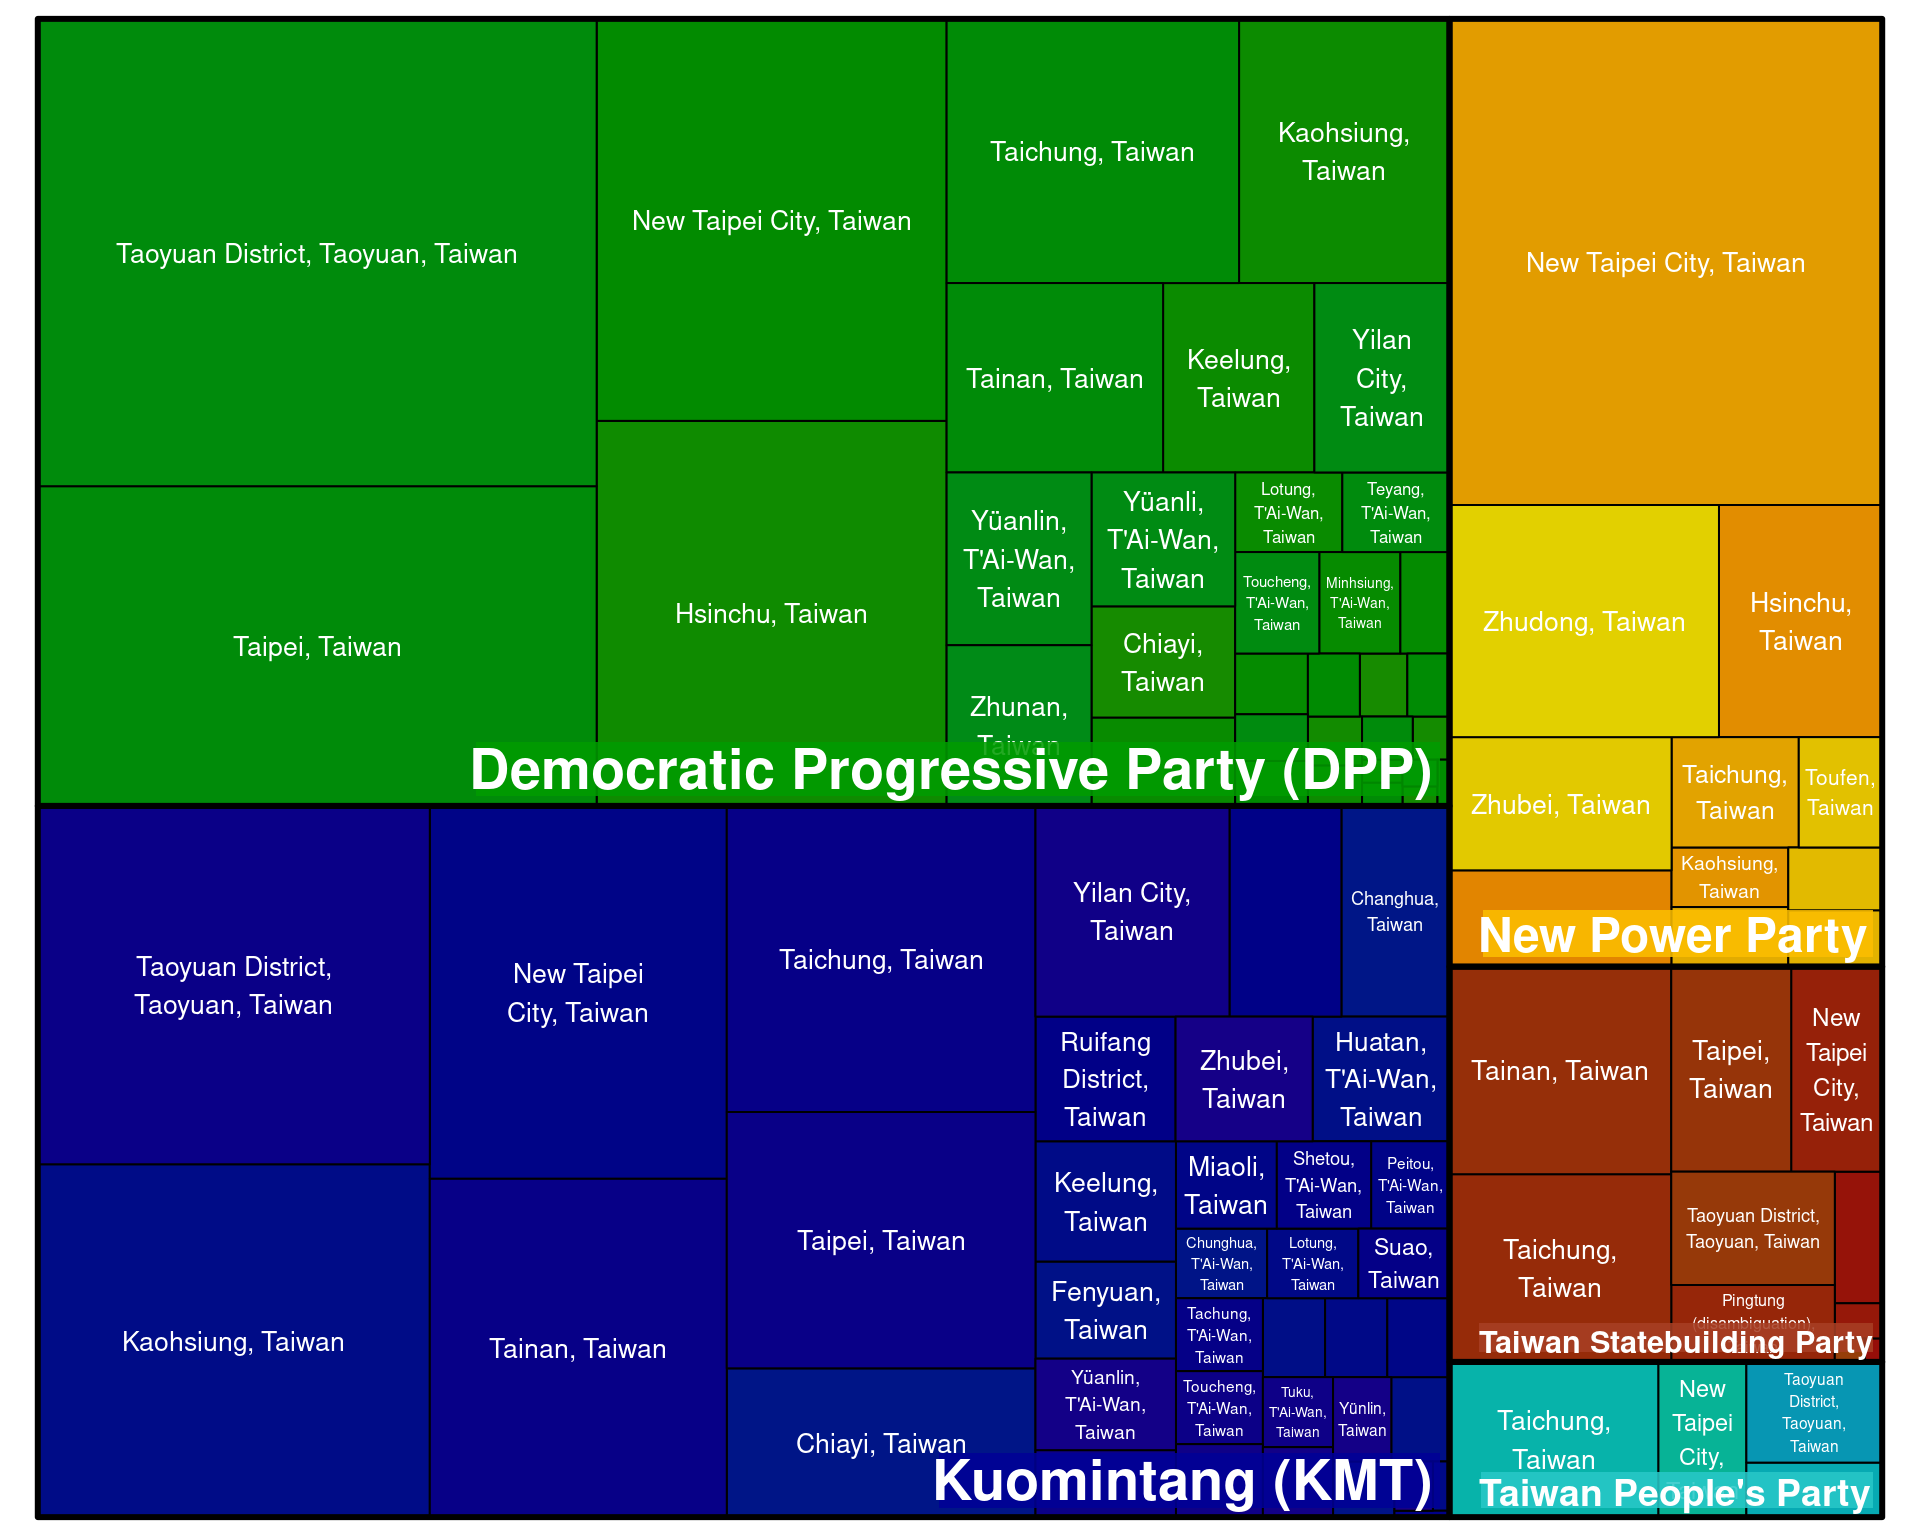 Taoyuan District, Taoyuan, Taiwan
Taipei, Taiwan
New Taipei City, Taiwan
Hsinchu, Taiwan
Taichung, Taiwan
Kaohsiung,
Taiwan
Tainan, Taiwan
Keelung,
Taiwan
Yilan
City,
Taiwan
Yüanlin,
T'Ai-Wan,
Taiwan
Zhunan,
Taiwan
Yüanli,
T'Ai-Wan,
Taiwan
Chiayi,
Taiwan
Lotung,
T'Ai-Wan,
Taiwan
Teyang,
T'Ai-Wan,
Taiwan
Toucheng,
T'Ai-Wan,
Taiwan
Minhsiung,
T'Ai-Wan,
Taiwan
Democratic Progressive Party (DPP)
Taoyuan District,
Taoyuan, Taiwan
Kaohsiung, Taiwan
New Taipei
City, Taiwan
Tainan, Taiwan
Taichung, Taiwan
Taipei, Taiwan
Chiayi, Taiwan
Yilan City,
Taiwan
Changhua,
Taiwan
Ruifang
District,
Taiwan
Zhubei,
Taiwan
Huatan,
T'Ai-Wan,
Taiwan
Keelung,
Taiwan
Fenyuan,
Taiwan
Yüanlin,
T'Ai-Wan,
Taiwan
Miaoli,
Taiwan
Shetou,
T'Ai-Wan,
Taiwan
Peitou,
T'Ai-Wan,
Taiwan
Chunghua,
T'Ai-Wan,
Taiwan
Lotung,
T'Ai-Wan,
Taiwan
Suao,
Taiwan
Tachung,
T'Ai-Wan,
Taiwan
Toucheng,
T'Ai-Wan,
Taiwan
Tuku,
T'Ai-Wan,
Taiwan
Yünlin,
Taiwan
Kuomintang (KMT)
New Taipei City, Taiwan
Zhudong, Taiwan
Hsinchu,
Taiwan
Zhubei, Taiwan
Taichung,
Taiwan
Toufen,
Taiwan
Kaohsiung,
Taiwan
New Power Party
Tainan, Taiwan
Taichung,
Taiwan
Taipei,
Taiwan
New
Taipei
City,
Taiwan
Taoyuan District,
Taoyuan, Taiwan
Pingtung
(disambiguation),
Taiwan Statebuilding Party
Taichung,
Taiwan
New
Taipei
City,
Taoyuan
District,
Taoyuan,
Taiwan
Taiwan People's Party